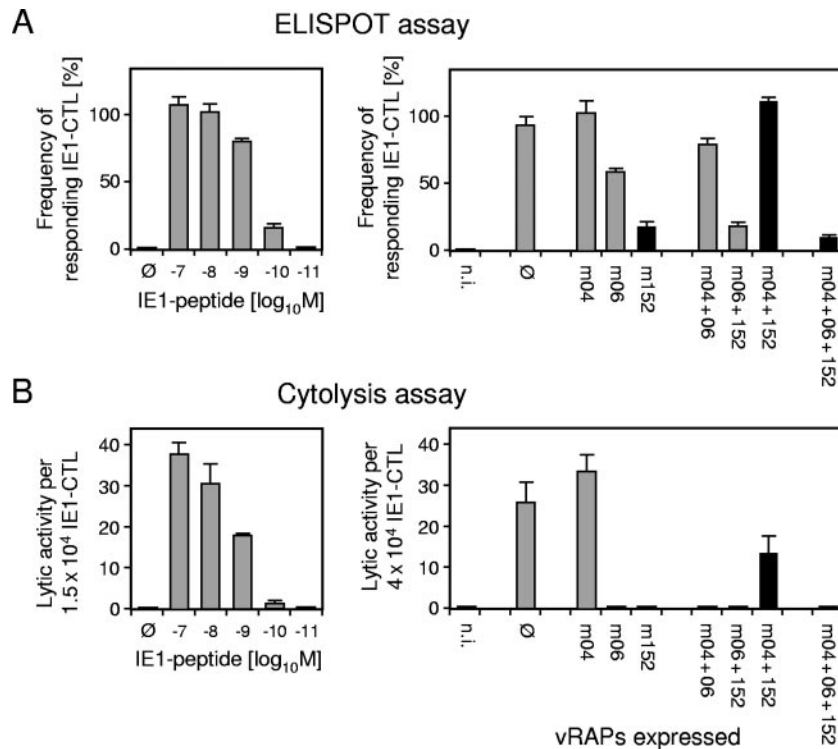 A
ELISPOT assay
Frequency of
responding IE1-CTL [%]
100
50
0
Ø -7 -8 -9 -10 -11
IE1-peptide [log10M]
Frequency of
responding IE1-CTL [%]
100
50
0
n.i.
Ø
m04
m06
m152
m04+06
m06+152
m04+152
m04+06+152
B
Cytolysis assay
Lytic activity per
1.5 x 10⁴ IE1-CTL
40
30
20
10
0
Ø -7 -8 -9 -10 -11
IE1-peptide [log10M]
Lytic activity per
4 x 10⁴ IE1-CTL
40
30
20
10
0
n.i.
Ø
m04
m06
m152
m04+06
m06+152
m04+152
m04+06+152
vRAPs expressed